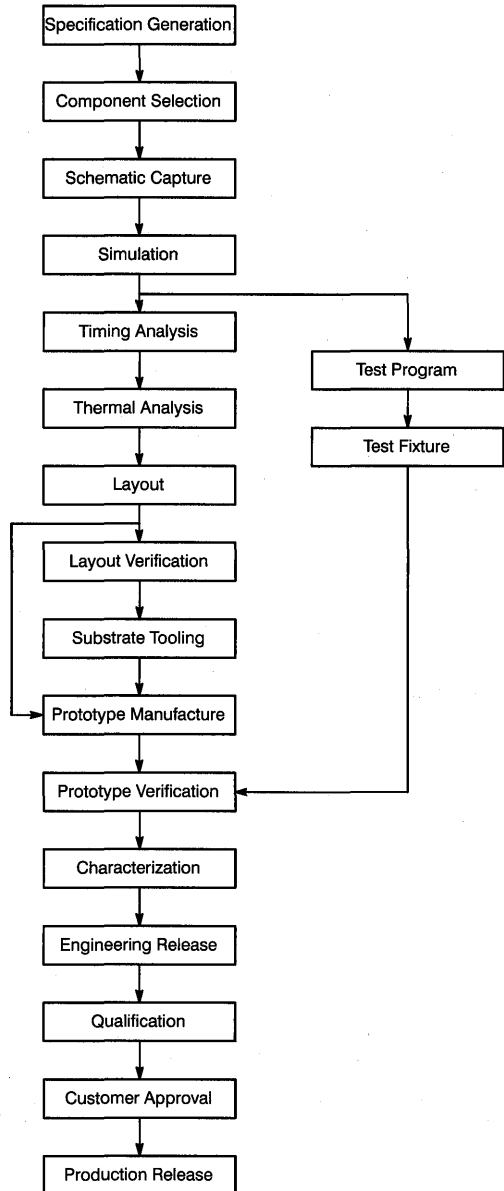 Specification Generation
Component Selection
Schematic Capture
Simulation
Timing Analysis
Test Program
Thermal Analysis
Test Fixture
Layout
Layout Verification
Substrate Tooling
Prototype Manufacture
Prototype Verification
Characterization
Engineering Release
Qualification
Customer Approval
Production Release